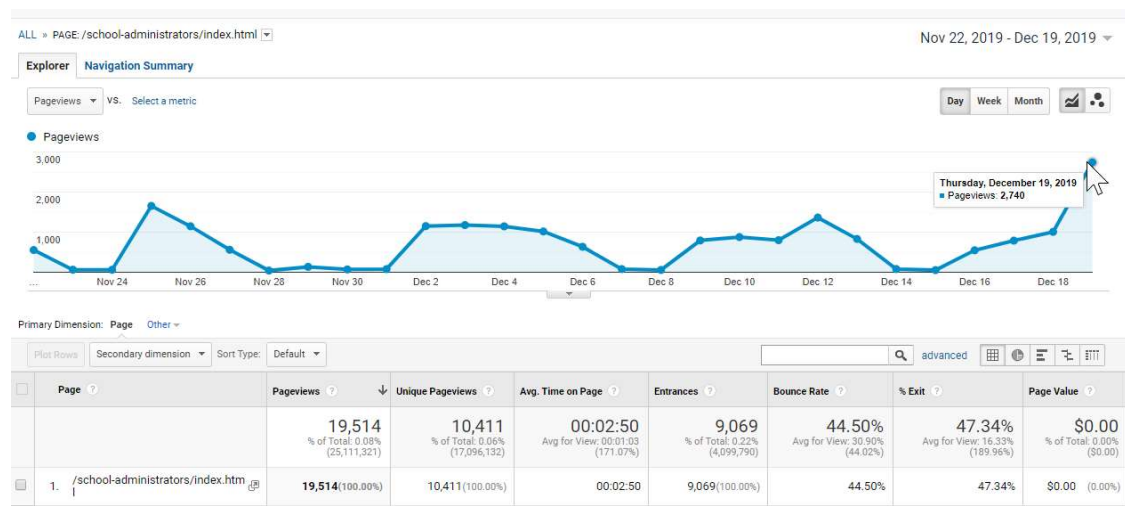 ALL » PAGE: /school-administrators/index.html
Nov 22, 2019 - Dec 19, 2019
Explorer Navigation Summary
Pageviews VS. Select a metric
Day Week Month
Pageviews
3,000
2,000
1,000
Thursday, December 19, 2019
Pageviews: 2,740
... Nov 24 Nov 26 Nov 28 Nov 30 Dec 2 Dec 4 Dec 6 Dec 8 Dec 10 Dec 12 Dec 14 Dec 16 Dec 18
Primary Dimension: Page Other
Plot Rows Secondary dimension Sort Type: Default advanced
Page ? Pageviews ? Unique Pageviews ? Avg. Time on Page ? Entrances ? Bounce Rate ? % Exit ? Page Value ?
19,514 10,411 00:02:50 9,069 44.50% 47.34% $0.00
% of Total: 0.08% % of Total: 0.06% Avg for View: 00:01:03 % of Total: 0.22% Avg for View: 30.90% Avg for View: 16.33% % of Total: 0.00%
(25,111,321) (17,096,132) (171.07%) (4,099,790) (44.02%) (189.96%) ($0.00)
1. /school-administrators/index.htm
l
19,514(100.00%) 10,411(100.00%) 00:02:50 9,069(100.00%) 44.50% 47.34% $0.00 (0.00%)